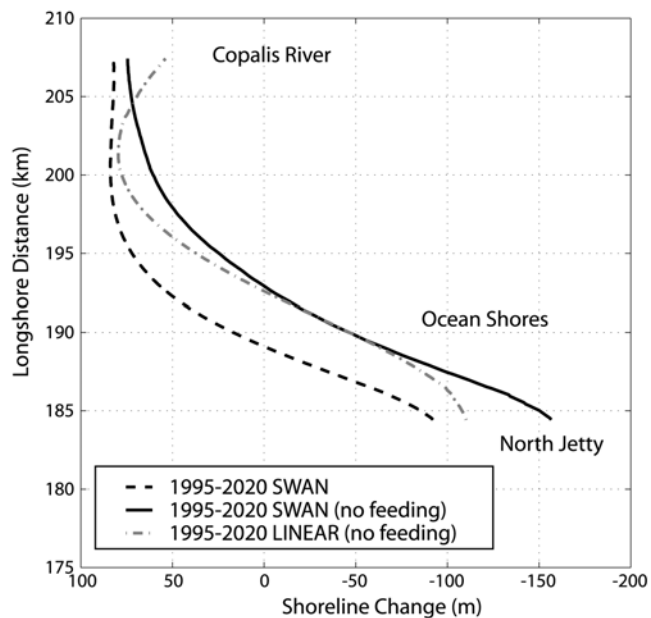 210
Copalis River
205
200
195
190
Ocean Shores
185
North Jetty
180
175
Longshore Distance (km)
1995-2020 SWAN
1995-2020 SWAN (no feeding)
1995-2020 LINEAR (no feeding)
100 50 0 -50 -100 -150 -200
Shoreline Change (m)